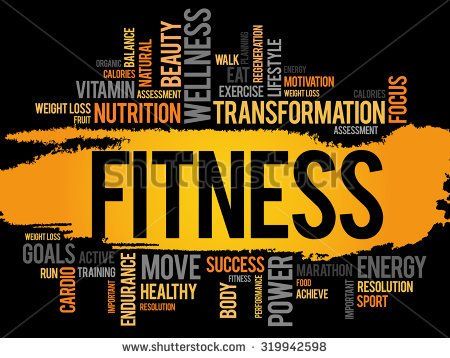 ORGANIC
CALORIES
VITAMIN
WEIGHT LOSS
FRUIT
NUTRITION
BALANCE
NATURAL
ASSESSMENT
BEAUTY
WELLNESS
WALK
PLANNING
EAT
EXERCISE
REGENERATION
LIFESTYLE
ENERGY
MOTIVATION
WEIGHT LOSS
CALORIES
TRANSFORMATION
ASSESSMENT
FOCUS
FITNESS
WEIGHT LOSS
GOALS
ACTIVE
RUN
CARDIO
TRAINING
IMPORTANT
ENDURANCE
MOVE
HEALTHY
RESOLUTION
SUCCESS
FITNESS
BODY
PERFORMANCE
POWER
MARATHON
FOOD
ACHIEVE
IMPORTANT
ENERGY
RESOLUTION
SPORT
shutterstock
www.shutterstock.com · 319942598